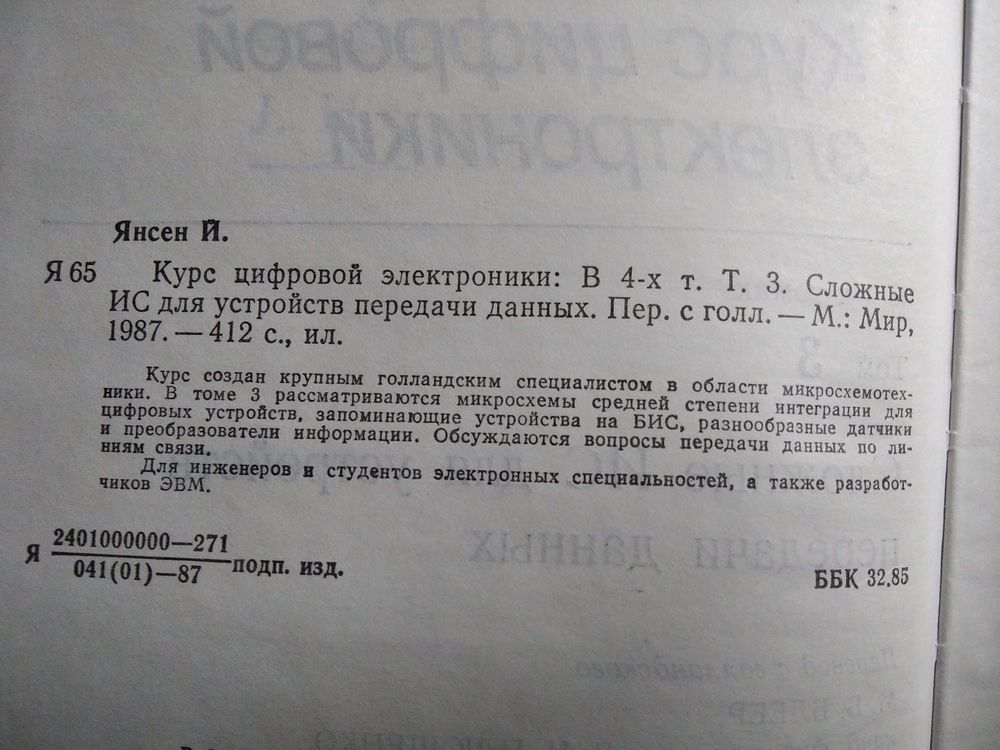 Янсен Й.
Я 65 Курс цифровой электроники: В 4-х т. Т. 3. Сложные
ИС для устройств передачи данных. Пер. с голл. — М.: Мир,
1987. — 412 с., ил.
Курс создан крупным голландским специалистом в области микросхемотех-
ники. В томе 3 рассматриваются микросхемы средней степени интеграции для
цифровых устройств, запоминающие устройства на БИС, разнообразные датчики
и преобразователи информации. Обсуждаются вопросы передачи данных по ли-
ниям связи.
Для инженеров и студентов электронных специальностей, а также разработ-
чиков ЭВМ.
2401000000—271
Я
041(01)—87
подп. изд.
ББК 32.85